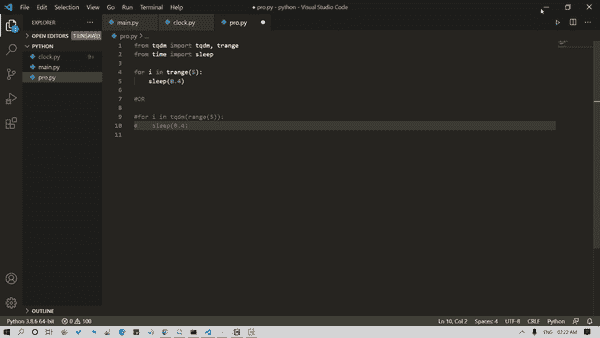 File Edit Selection View Go Run Terminal Help
● pro.py - python - Visual Studio Code
EXPLORER
OPEN EDITORS 1 UNSAVED
PYTHON
clock.py 9+
main.py
pro.py
OUTLINE
main.py clock.py pro.py
pro.py > ...
1 from tqdm import tqdm, trange
2 from time import sleep
3
4 for i in trange(5):
5 sleep(0.4)
6
7 #OR
8
9 #for i in tqdm(range(5)):
10 # sleep(0.4:
11
Python 3.8.6 64-bit 0 100 Ln 10, Col 7 Spaces: 4 UTF-8 CRLF Python
ENG 07:22 AM